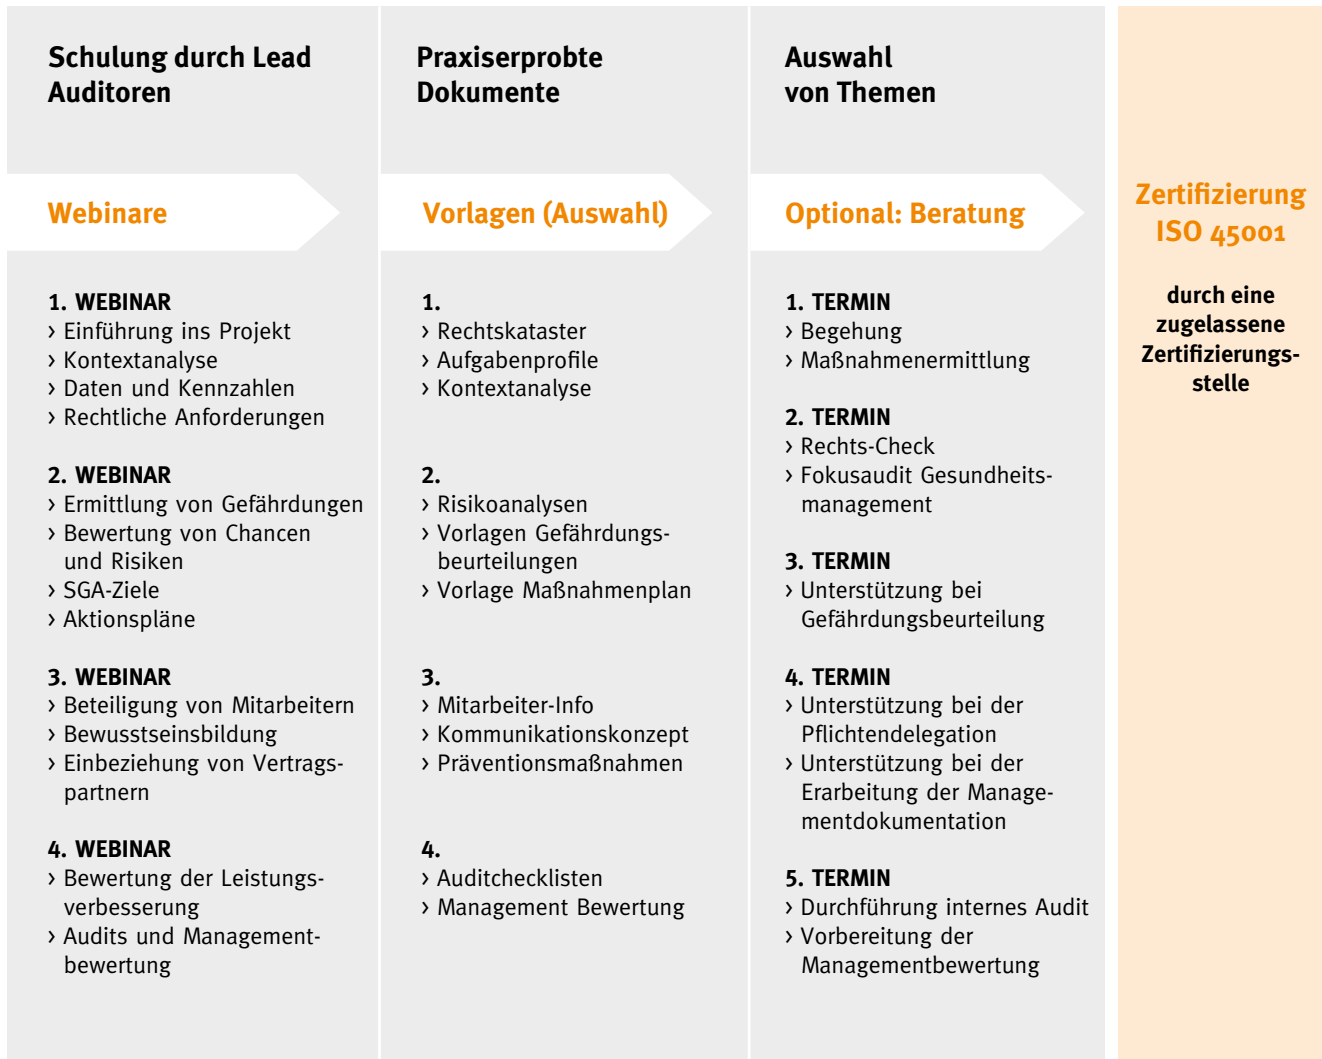 Schulung durch Lead
Auditoren
Webinare
1. WEBINAR
› Einführung ins Projekt
› Kontextanalyse
› Daten und Kennzahlen
› Rechtliche Anforderungen
2. WEBINAR
› Ermittlung von Gefährdungen
› Bewertung von Chancen
und Risiken
› SGA-Ziele
› Aktionspläne
3. WEBINAR
› Beteiligung von Mitarbeitern
› Bewusstseinsbildung
› Einbeziehung von Vertrags-
partnern
4. WEBINAR
› Bewertung der Leistungs-
verbesserung
› Audits und Management-
bewertung
Praxiserprobte
Dokumente
Vorlagen (Auswahl)
1.
› Rechtskataster
› Aufgabenprofile
› Kontextanalyse
2.
› Risikoanalysen
› Vorlagen Gefährdungs-
beurteilungen
› Vorlage Maßnahmenplan
3.
› Mitarbeiter-Info
› Kommunikationskonzept
› Präventionsmaßnahmen
4.
› Auditchecklisten
› Management Bewertung
Auswahl
von Themen
Optional: Beratung
1. TERMIN
› Begehung
› Maßnahmenermittlung
2. TERMIN
› Rechts-Check
› Fokusaudit Gesundheits-
management
3. TERMIN
› Unterstützung bei
Gefährdungsbeurteilung
4. TERMIN
› Unterstützung bei der
Pflichtendelegation
› Unterstützung bei der
Erarbeitung der Manage-
mentdokumentation
5. TERMIN
› Durchführung internes Audit
› Vorbereitung der
Managementbewertung
Zertifizierung
ISO 45001
durch eine
zugelassene
Zertifizierungs-
stelle